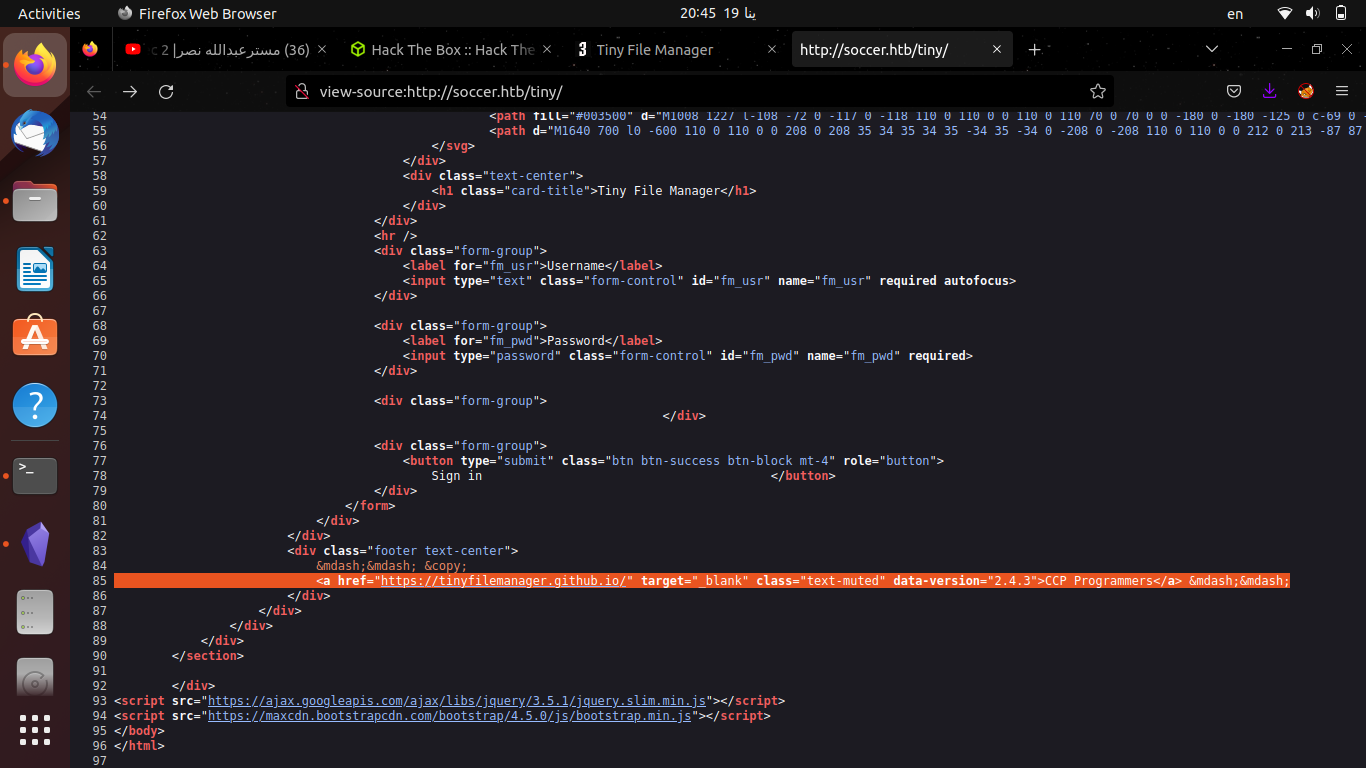 Activities Firefox Web Browser 20:45 19 ينا en
(36) مسترعبدالله نصر| 2 c Hack The Box :: Hack The Tiny File Manager http://soccer.htb/tiny/
view-source:http://soccer.htb/tiny/
54 <path fill="#003500" d="M1008 1227 l-108 -72 0 -117 0 -118 110 0 110 0 0 110 0 110 70 0 70 0 0 -180 0 -180 -125 0 c-69 0
55 <path d="M1640 700 l0 -600 110 0 110 0 0 208 0 208 35 34 35 34 35 -34 35 -34 0 -208 0 -208 110 0 110 0 0 212 0 213 -87 87
56 </svg>
57 </div>
58 <div class="text-center">
59 <h1 class="card-title">Tiny File Manager</h1>
60 </div>
61 </div>
62 <hr />
63 <div class="form-group">
64 <label for="fm_usr">Username</label>
65 <input type="text" class="form-control" id="fm_usr" name="fm_usr" required autofocus>
66 </div>
67
68 <div class="form-group">
69 <label for="fm_pwd">Password</label>
70 <input type="password" class="form-control" id="fm_pwd" name="fm_pwd" required>
71 </div>
72
73 <div class="form-group">
74 </div>
75
76 <div class="form-group">
77 <button type="submit" class="btn btn-success btn-block mt-4" role="button">
78 Sign in </button>
79 </div>
80 </form>
81 </div>
82 </div>
83 <div class="footer text-center">
84 &mdash;&mdash; &copy;
85 <a href="https://tinyfilemanager.github.io/" target="_blank" class="text-muted" data-version="2.4.3">CCP Programmers</a> &mdash;&mdash;
86 </div>
87 </div>
88 </div>
89 </div>
90 </section>
91
92 </div>
93 <script src="https://ajax.googleapis.com/ajax/libs/jquery/3.5.1/jquery.slim.min.js"></script>
94 <script src="https://maxcdn.bootstrapcdn.com/bootstrap/4.5.0/js/bootstrap.min.js"></script>
95 </body>
96 </html>
97